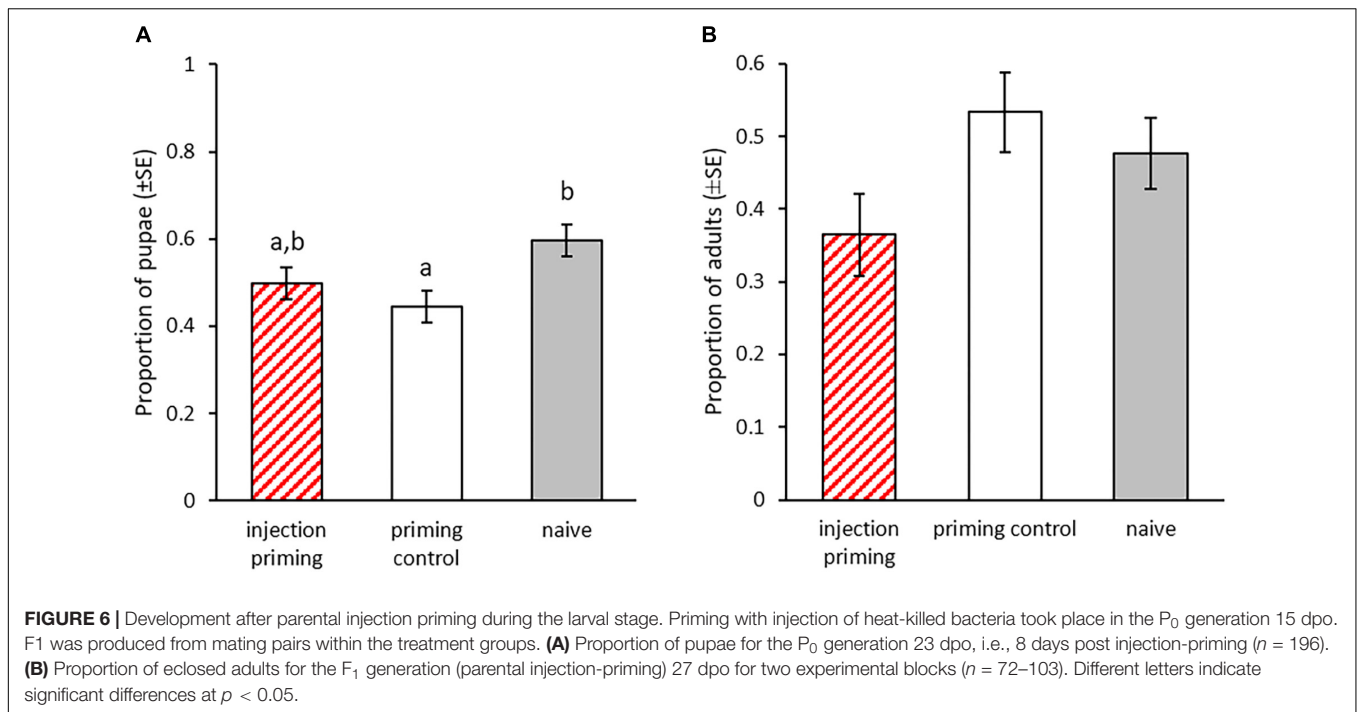 A
Proportion of pupae (±SE)
1
0.8
0.6
0.4
0.2
0
a,b
a
b
injection
priming
priming
control
naive
B
Proportion of adults (±SE)
0.6
0.5
0.4
0.3
0.2
0.1
0
injection
priming
priming control
naive
FIGURE 6 | Development after parental injection priming during the larval stage. Priming with injection of heat-killed bacteria took place in the P0 generation 15 dpo.
F1 was produced from mating pairs within the treatment groups. (A) Proportion of pupae for the P0 generation 23 dpo, i.e., 8 days post injection-priming (n = 196).
(B) Proportion of eclosed adults for the F1 generation (parental injection-priming) 27 dpo for two experimental blocks (n = 72–103). Different letters indicate
significant differences at p < 0.05.